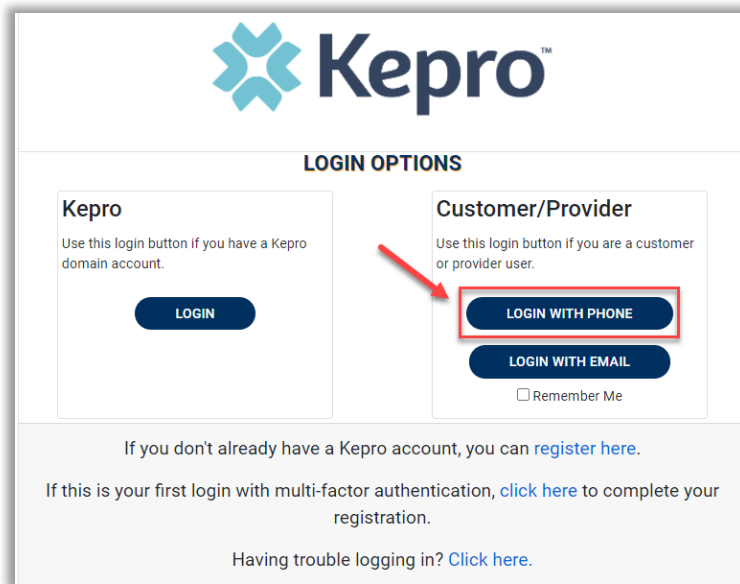 Kepro™
LOGIN OPTIONS
Kepro
Use this login button if you have a Kepro
domain account.
LOGIN
Customer/Provider
Use this login button if you are a customer
or provider user.
LOGIN WITH PHONE
LOGIN WITH EMAIL
Remember Me
If you don't already have a Kepro account, you can register here.
If this is your first login with multi-factor authentication, click here to complete your
registration.
Having trouble logging in? Click here.